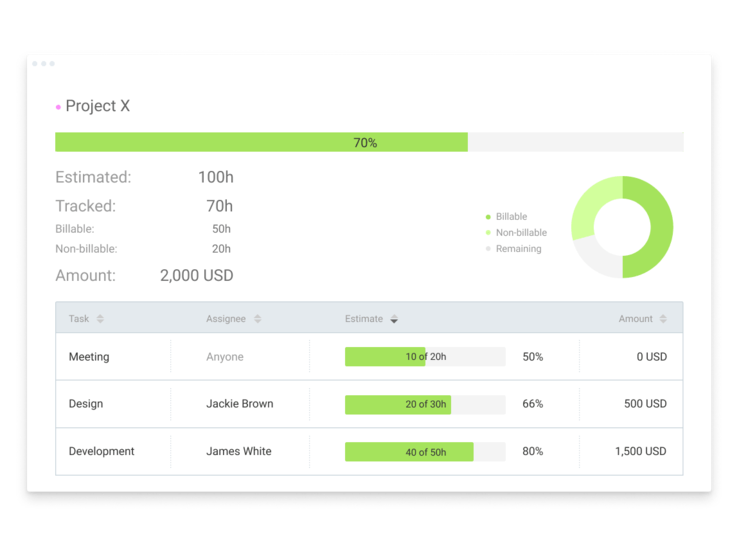 Project X
70%
Estimated: 100h
Tracked: 70h
Billable: 50h
Non-billable: 20h
Amount: 2,000 USD
Billable
Non-billable
Remaining
Task Assignee Estimate Amount
Meeting Anyone 10 of 20h 50% 0 USD
Design Jackie Brown 20 of 30h 66% 500 USD
Development James White 40 of 50h 80% 1,500 USD